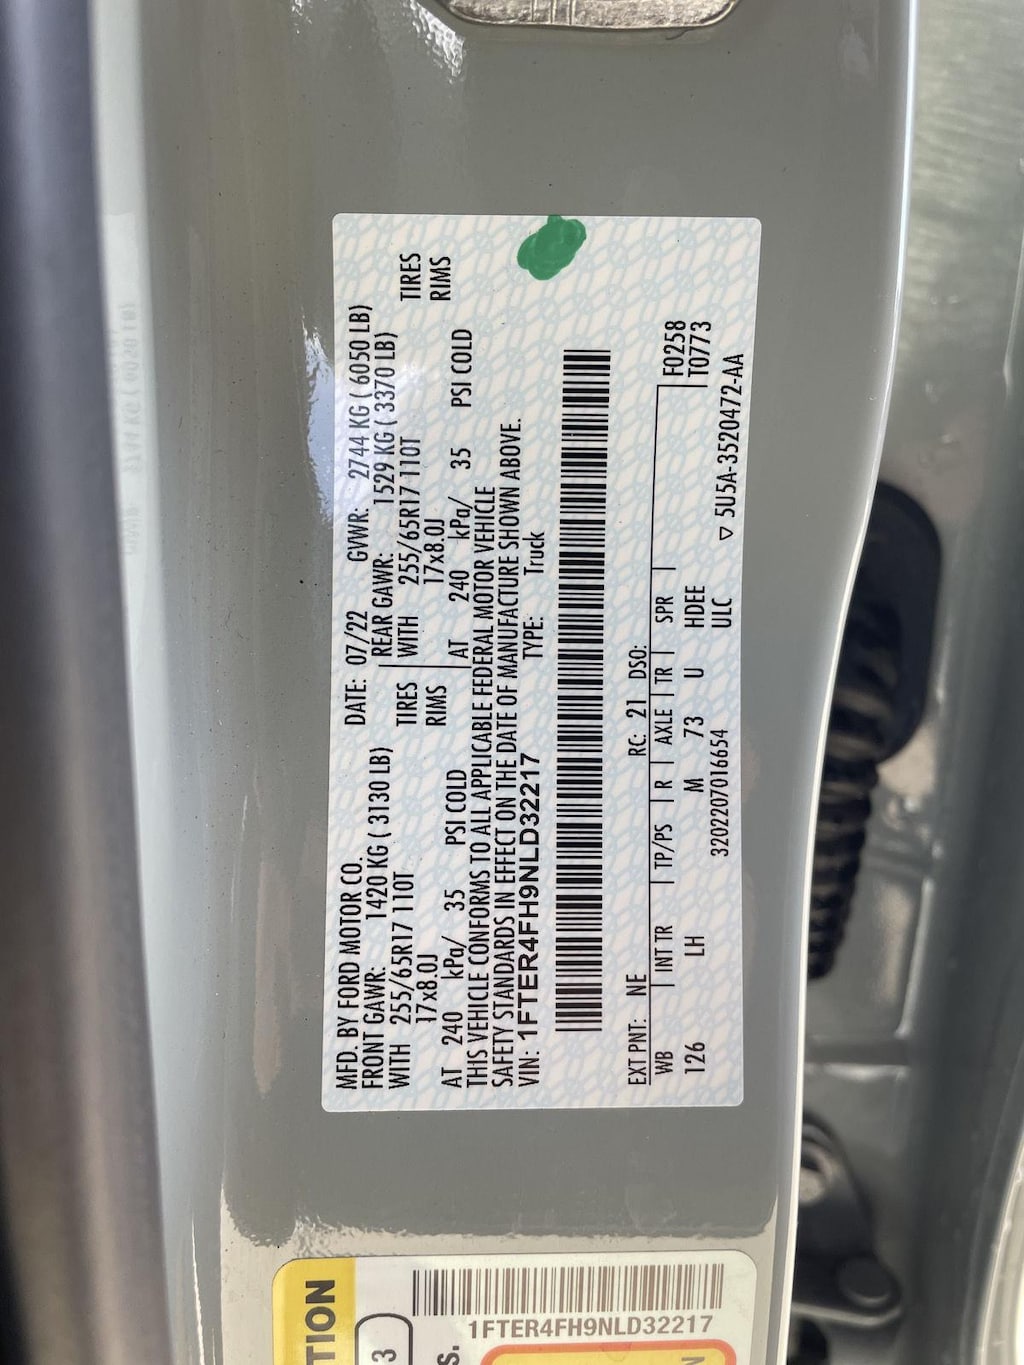 MFD. BY FORD MOTOR CO. DATE: 07/22 GVWR: 2744 KG ( 6050 LB)
FRONT GAWR: 1420 KG ( 3130 LB) REAR GAWR: 1529 KG ( 3370 LB)
WITH 255/65R17 110T TIRES WITH 255/65R17 110T TIRES
17x8.0J RIMS 17x8.0J RIMS
AT 240 kPa/ 35 PSI COLD AT 240 kPa/ 35 PSI COLD
THIS VEHICLE CONFORMS TO ALL APPLICABLE FEDERAL MOTOR VEHICLE
SAFETY STANDARDS IN EFFECT ON THE DATE OF MANUFACTURE SHOWN ABOVE.
VIN: 1FTER4FH9NLD32217 TYPE: Truck
EXT PNT: NE RC: 21 DSO:
WB INT TR TP/PS R AXLE TR SPR F0258
126 LH M 73 U HDEE T0773
3202207016654 ULC ▽ 5U5A-3520472-AA
TION
3
1FTER4FH9NLD32217
S.
N